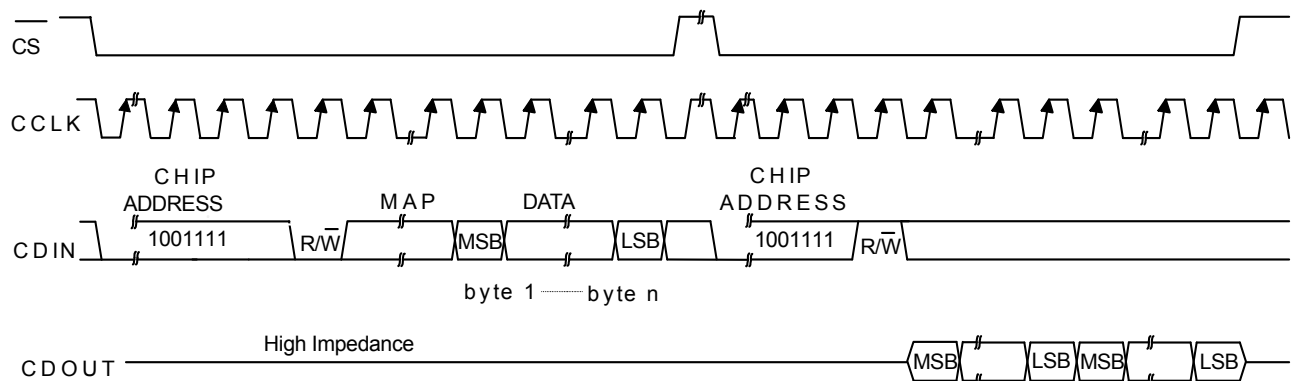 CS
CCLK
CHIP
ADDRESS
MAP
DATA
CHIP
ADDRESS
CDIN
1001111
R/W
MSB
LSB
1001111
R/W
byte 1 ........ byte n
High Impedance
CDOUT
MSB
LSB
MSB
LSB